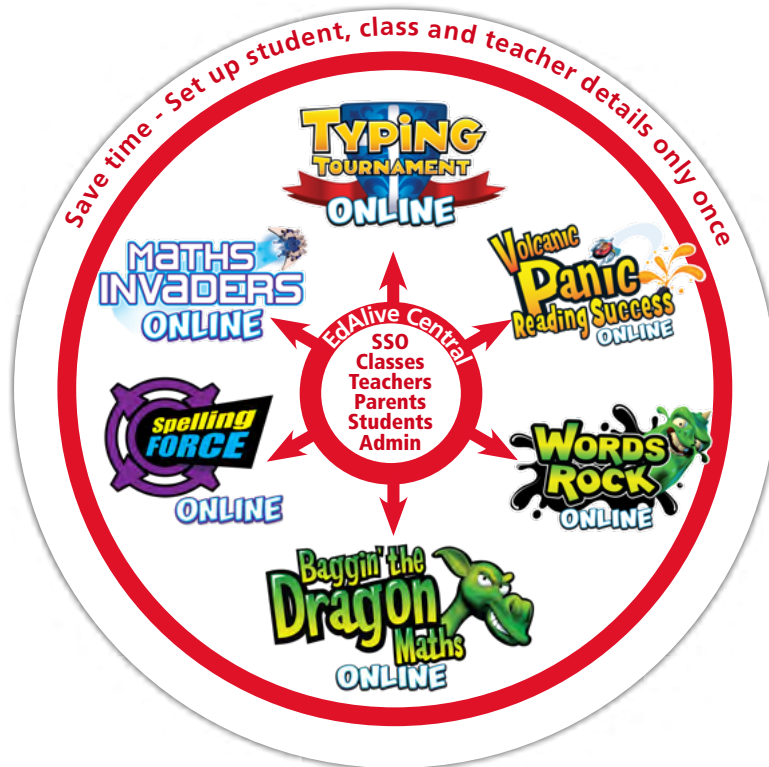 Save time - Set up student, class and teacher details only once
TYPING
TOURNAMENT
ONLINE
MATHS
INVADERS
ONLINE
Volcanic
Panic
Reading Success
ONLINE
EdAlive Central
SSO
Classes
Teachers
Parents
Students
Admin
Spelling
FORCE
ONLINE
WORDS
ROCK
ONLINE
Baggin' the
Dragon
Maths
ONLINE